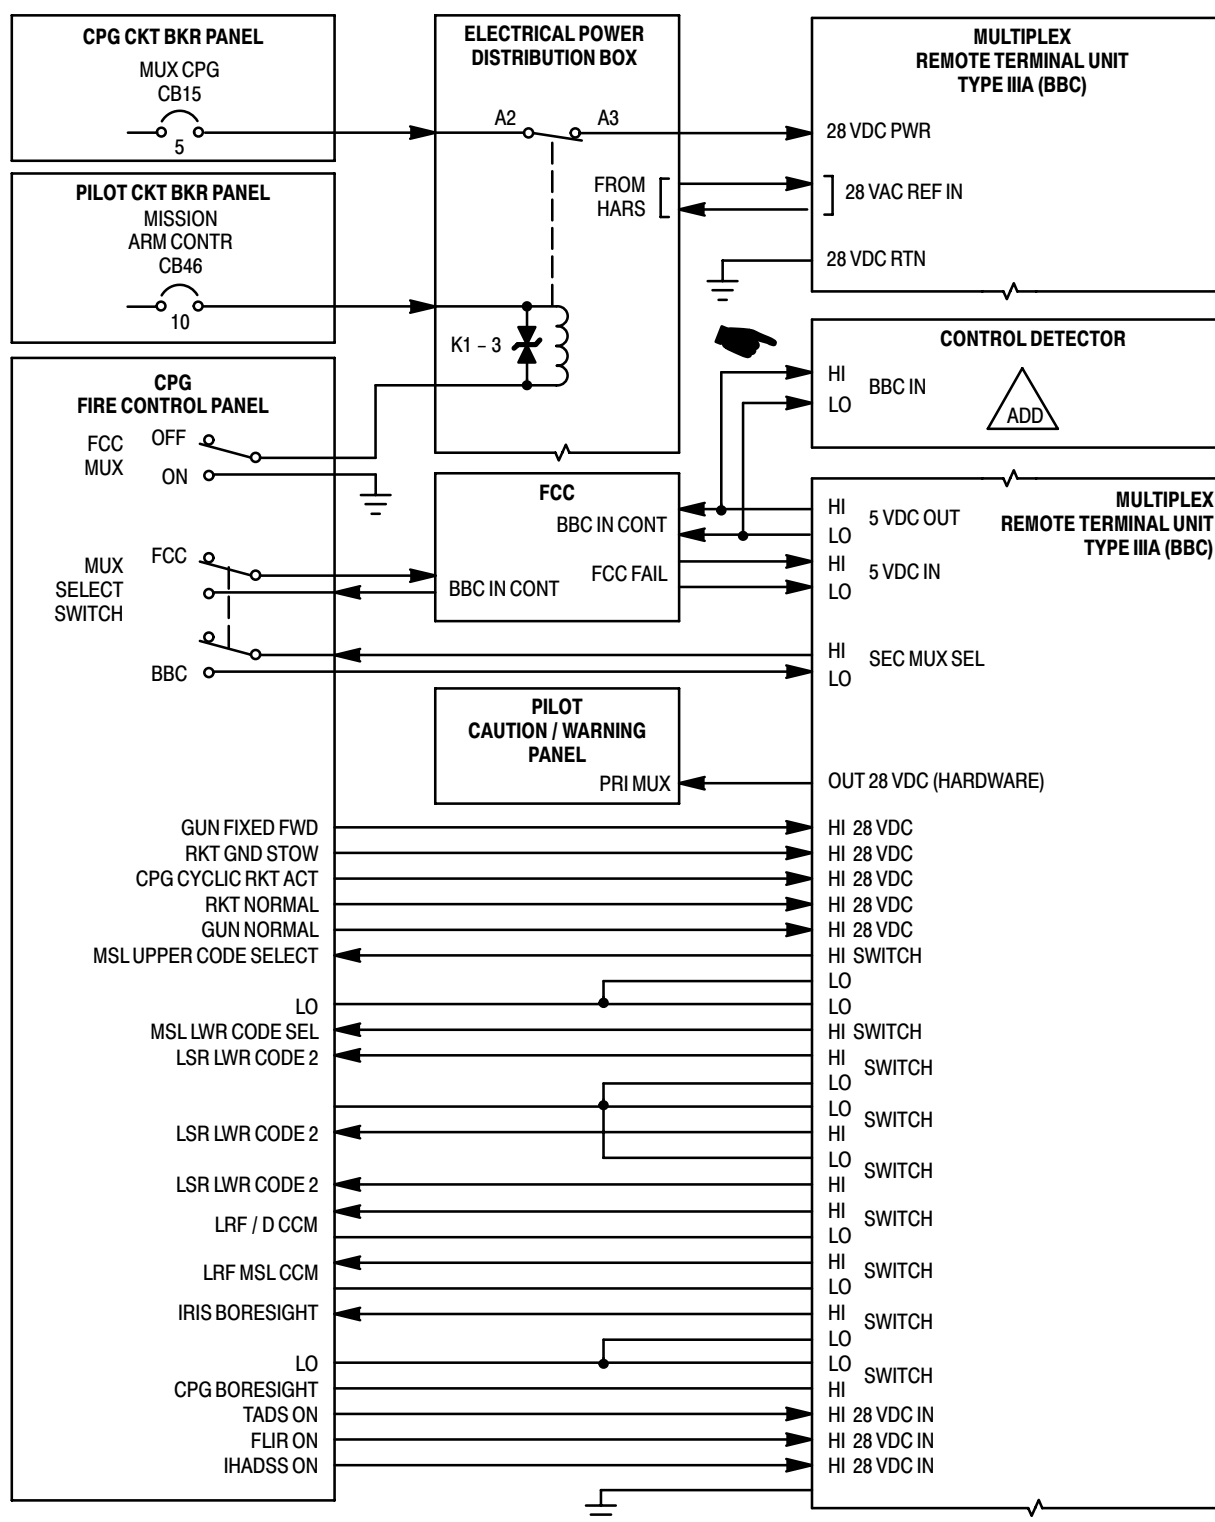 CPG CKT BKR PANEL
MUX CPG
CB15
5
PILOT CKT BKR PANEL
MISSION
ARM CONTR
CB46
10
ELECTRICAL POWER
DISTRIBUTION BOX
A2
A3
FROM
HARS
K1 – 3
MULTIPLEX
REMOTE TERMINAL UNIT
TYPE IIIA (BBC)
28 VDC PWR
28 VAC REF IN
28 VDC RTN
CONTROL DETECTOR
HI
BBC IN
LO
ADD
CPG
FIRE CONTROL PANEL
FCC
MUX
OFF
ON
MUX
SELECT
SWITCH
FCC
BBC
FCC
BBC IN CONT
FCC FAIL
BBC IN CONT
MULTIPLEX
REMOTE TERMINAL UNIT
TYPE IIIA (BBC)
HI
5 VDC OUT
LO
HI
5 VDC IN
LO
HI
SEC MUX SEL
LO
PILOT
CAUTION / WARNING
PANEL
PRI MUX
OUT 28 VDC (HARDWARE)
GUN FIXED FWD
HI 28 VDC
RKT GND STOW
HI 28 VDC
CPG CYCLIC RKT ACT
HI 28 VDC
RKT NORMAL
HI 28 VDC
GUN NORMAL
HI 28 VDC
MSL UPPER CODE SELECT
HI SWITCH
LO
LO
LO
MSL LWR CODE SEL
HI SWITCH
LSR LWR CODE 2
HI
SWITCH
LO
LO
SWITCH
LSR LWR CODE 2
HI
LO
SWITCH
LSR LWR CODE 2
HI
HI
LRF / D CCM
SWITCH
LO
HI
LRF MSL CCM
SWITCH
LO
IRIS BORESIGHT
HI
SWITCH
LO
LO
LO
SWITCH
CPG BORESIGHT
HI
TADS ON
HI 28 VDC IN
FLIR ON
HI 28 VDC IN
IHADSS ON
HI 28 VDC IN